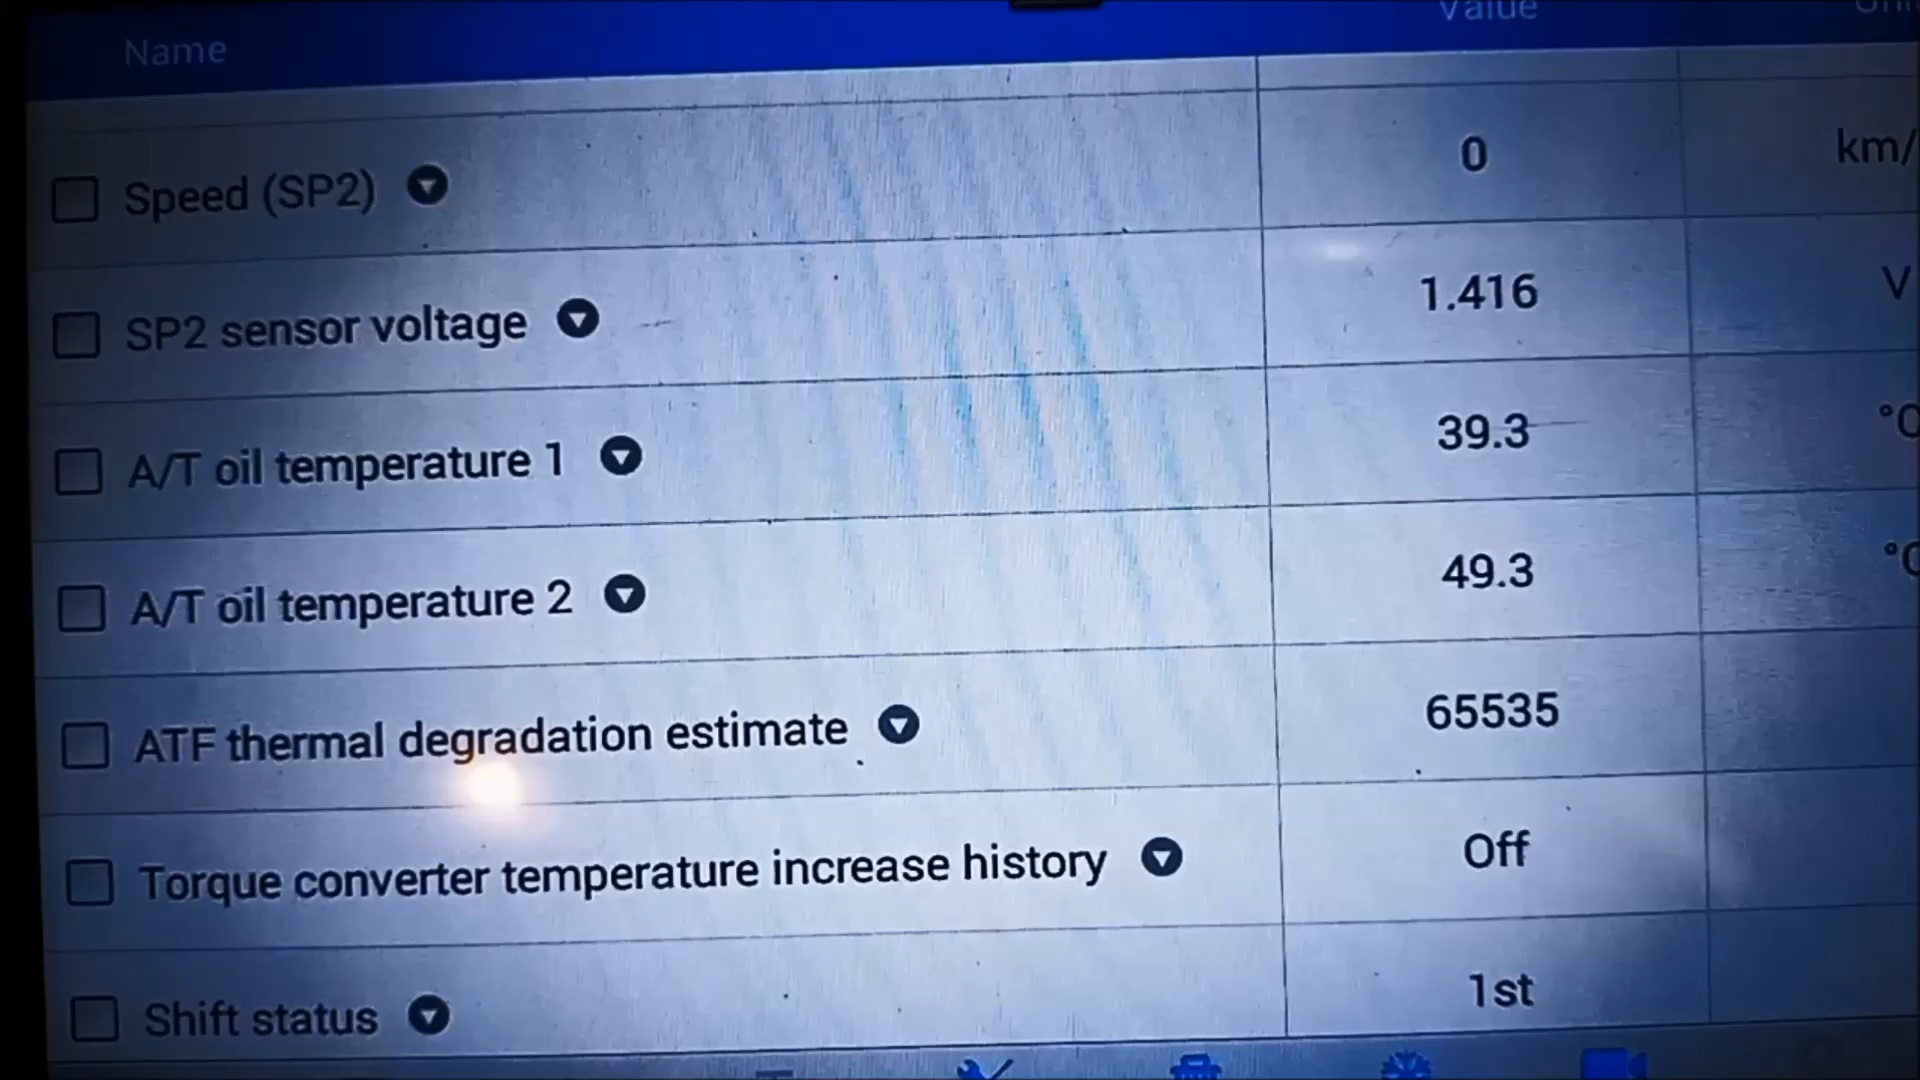 Name Value
Speed (SP2) 0 km/
SP2 sensor voltage 1.416 V
A/T oil temperature 1 39.3 °C
A/T oil temperature 2 49.3 °C
ATF thermal degradation estimate 65535
Torque converter temperature increase history Off
Shift status 1st